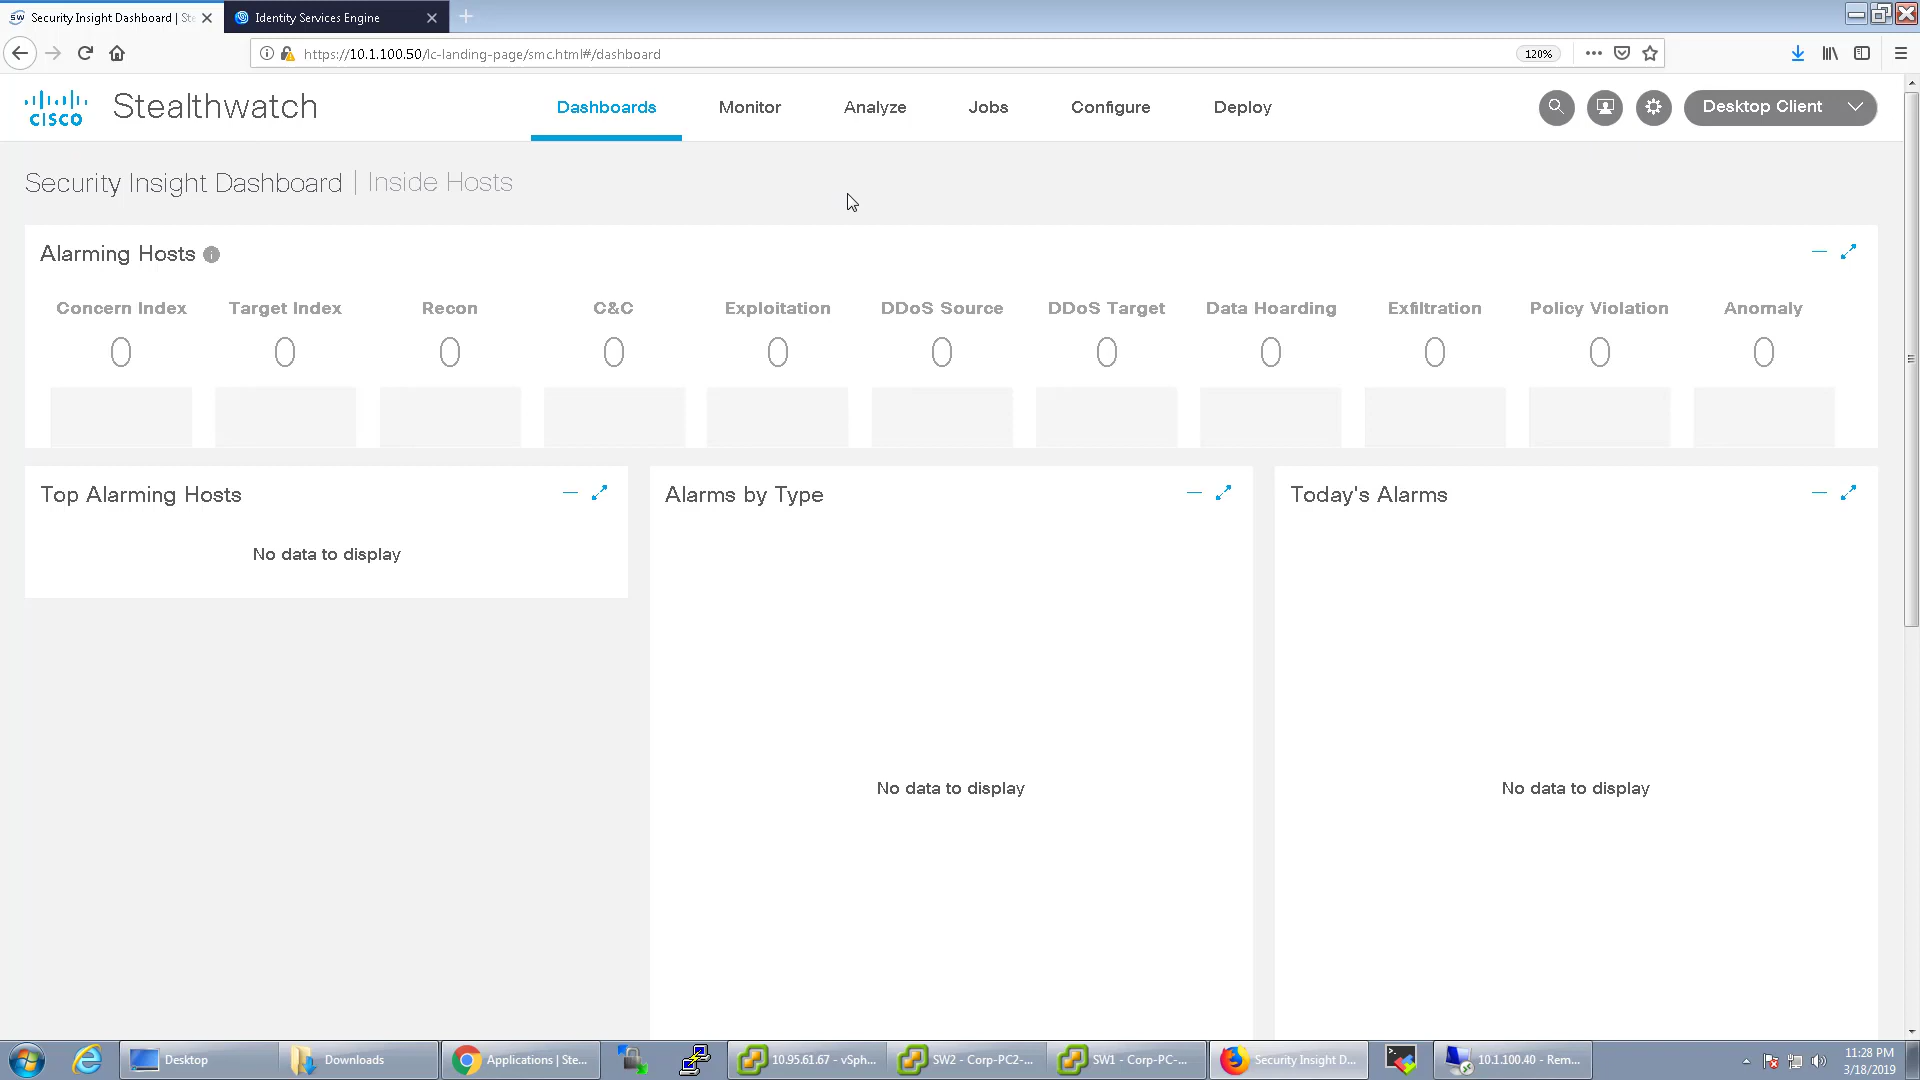 Security Insight Dashboard | Ste
Identity Services Engine
https://10.1.100.50/lc-landing-page/smc.html#/dashboard
120%
CISCO
Stealthwatch
Dashboards
Monitor
Analyze
Jobs
Configure
Deploy
Desktop Client
Security Insight Dashboard | Inside Hosts
Alarming Hosts
Concern Index
Target Index
Recon
C&C
Exploitation
DDoS Source
DDoS Target
Data Hoarding
Exfiltration
Policy Violation
Anomaly
0
0
0
0
0
0
0
0
0
0
0
Top Alarming Hosts
No data to display
Alarms by Type
No data to display
Today's Alarms
No data to display
Desktop
Downloads
Applications | Ste...
10.95.61.67 - vSph...
SW2 - Corp-PC2-...
SW1 - Corp-PC-...
Security Insight D...
10.1.100.40 - Rem...
11:28 PM
3/18/2019